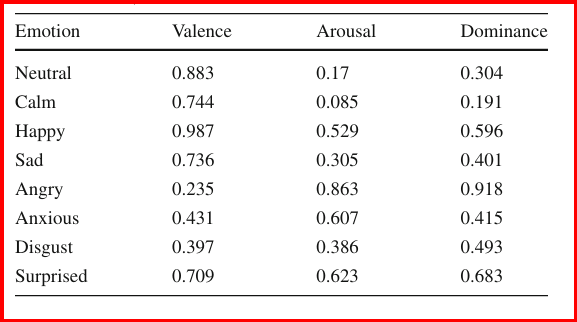 Emotion Valence Arousal Dominance
Neutral 0.883 0.17 0.304
Calm 0.744 0.085 0.191
Happy 0.987 0.529 0.596
Sad 0.736 0.305 0.401
Angry 0.235 0.863 0.918
Anxious 0.431 0.607 0.415
Disgust 0.397 0.386 0.493
Surprised 0.709 0.623 0.683